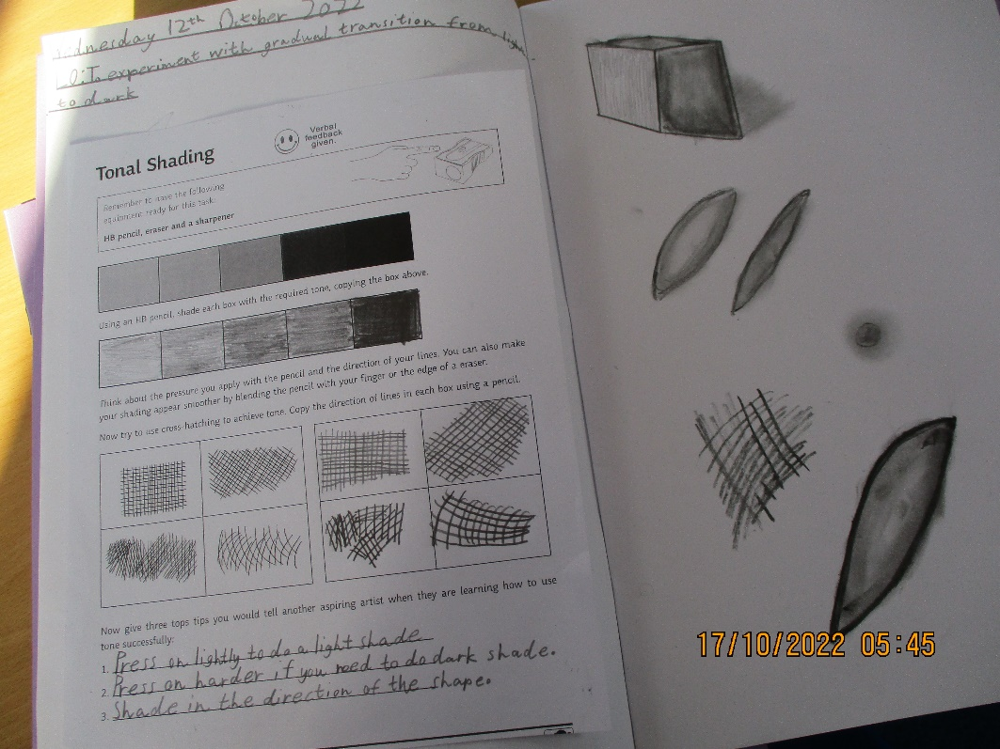 Wednesday 12th October 2022
L.O: To experiment with gradual transition from light
to dark
Verbal
feedback
given.
Tonal Shading
Remember to have the following
equipment ready for this task:
HB pencil, eraser and a sharpener
Using an HB pencil, shade each box with the required tone, copying the box above.
Think about the pressure you apply with the pencil and the direction of your lines. You can also make
your shading appear smoother by blending the pencil with your finger or the edge of a eraser.
Now try to use cross-hatching to achieve tone. Copy the direction of lines in each box using a pencil.
Now give three tops tips you would tell another aspiring artist when they are learning how to use
tone successfully:
1. Press on lightly to do a light shade
2. Press on harder if you need to do dark shade.
3. Shade in the direction of the shape.
17/10/2022 05:45